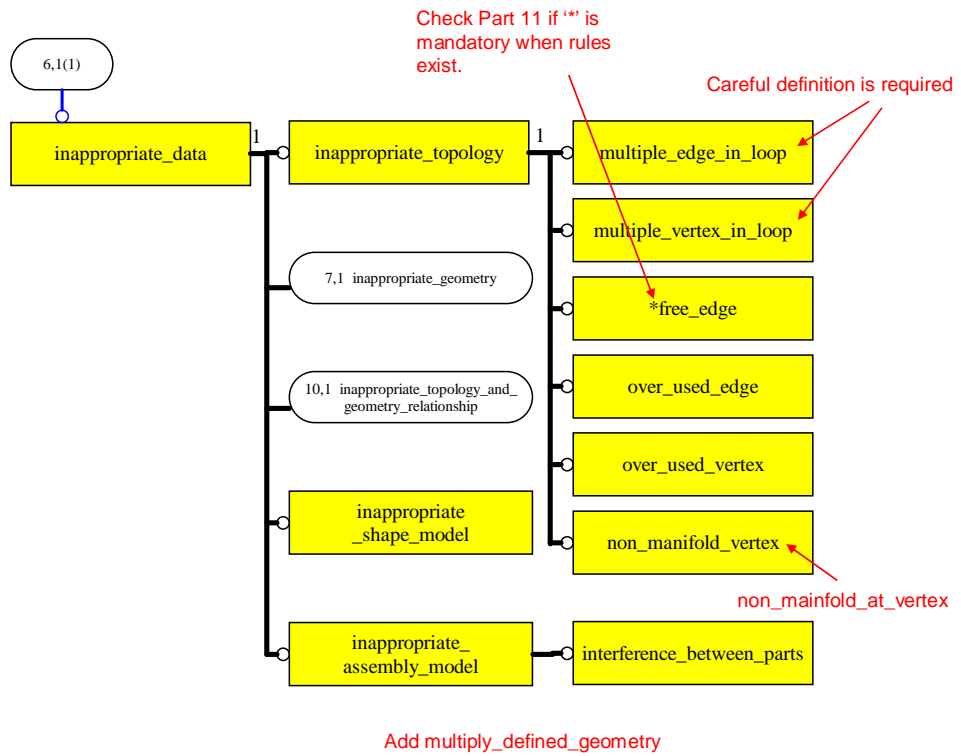 Check Part 11 if ‘*’ is
mandatory when rules
exist.
6,1(1)
Careful definition is required
inappropriate_data
1
inappropriate_topology
1
multiple_edge_in_loop
multiple_vertex_in_loop
7,1 inappropriate_geometry
*free_edge
10,1 inappropriate_topology_and_
geometry_relationship
over_used_edge
over_used_vertex
inappropriate
_shape_model
non_manifold_vertex
non_mainfold_at_vertex
inappropriate_
assembly_model
interference_between_parts
Add multiply_defined_geometry